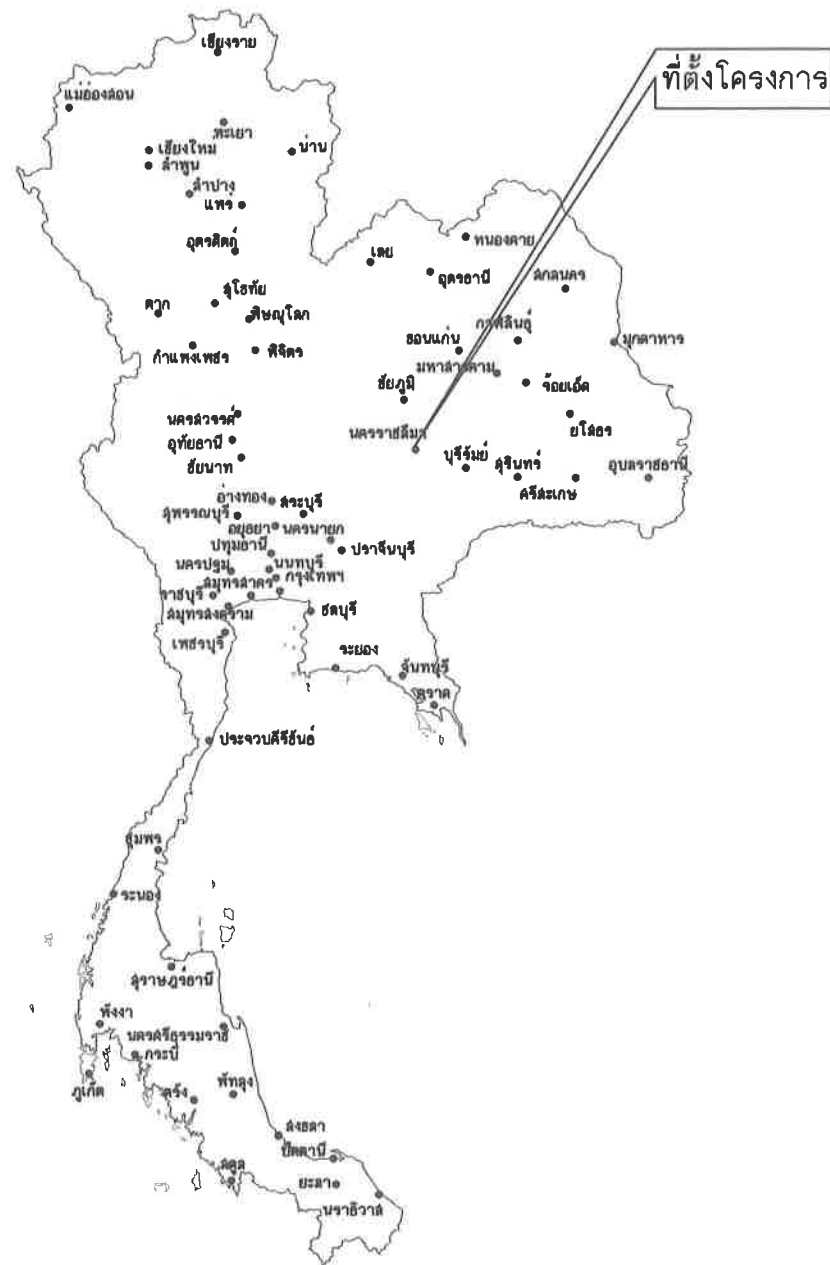 เชียงราย
ที่ตั้งโครงการ
แม่ฮ่องสอน
พะเยา
เชียงใหม่
น่าน
ลำพูน
ลำปาง
แพร่
อุตรดิตถ์
หนองคาย
เลย
อุดรธานี
สกลนคร
สุโขทัย
ตาก
พิษณุโลก
กาฬสินธุ์
ขอนแก่น
มุกดาหาร
กำแพงเพชร
พิจิตร
มหาสารคาม
ร้อยเอ็ด
ชัยภูมิ
นครสวรรค์
ยโสธร
นครราชสีมา
อุทัยธานี
ชัยนาท
บุรีรัมย์
สุรินทร์
อุบลราชธานี
ศรีสะเกษ
อ่างทอง
สระบุรี
สุพรรณบุรี
อยุธยา
นครนายก
ปทุมธานี
ปราจีนบุรี
นครปฐม
นนทบุรี
สมุทรสาคร
กรุงเทพฯ
ราชบุรี
สมุทรสงคราม
ชลบุรี
เพชรบุรี
ระยอง
จันทบุรี
ตราด
ประจวบคีรีขันธ์
ชุมพร
ระนอง
สุราษฎร์ธานี
พังงา
นครศรีธรรมราช
กระบี่
ภูเก็ต
ตรัง
พัทลุง
สงขลา
ปัตตานี
สตูล
ยะลา
นราธิวาส